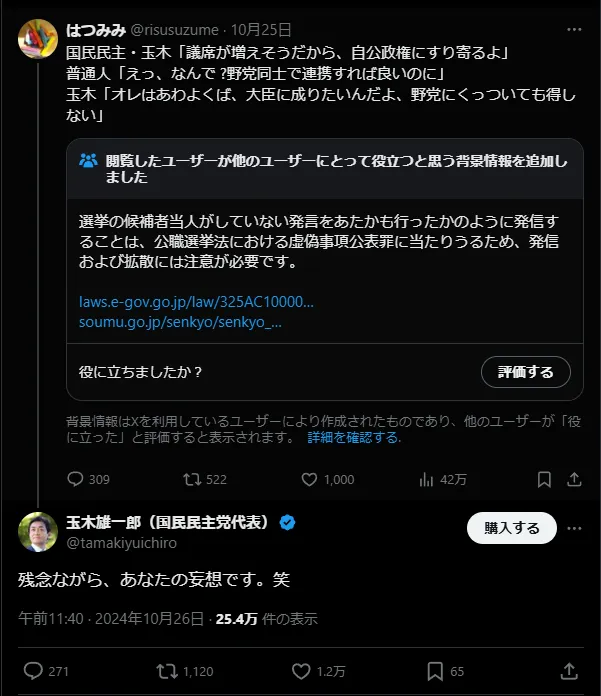 はつみみ @risusuzume · 10月25日
国民民主・玉木「議席が増えそうだから、自公政権にすり寄るよ」
普通人「えっ、なんで ?野党同士で連携すれば良いのに」
玉木「オレはあわよくば、大臣に成りたいんだよ、野党にくっついても得し
ない」
閲覧したユーザーが他のユーザーにとって役立つと思う背景情報を追加し
ました
選挙の候補者当人がしていない発言をあたかも行ったかのように発信す
ることは、公職選挙法における虚偽事項公表罪に当たりうるため、発信
および拡散には注意が必要です。
laws.e-gov.go.jp/law/325AC10000...
soumu.go.jp/senkyo/senkyo_...
役に立ちましたか？
評価する
背景情報はXを利用しているユーザーにより作成されたものであり、他のユーザーが「役
に立った」と評価すると表示されます。 詳細を確認する.
309 522 1,000 42万
玉木雄一郎（国民民主党代表）
購入する
@tamakiyuichiro
残念ながら、あなたの妄想です。笑
午前11:40 · 2024年10月26日 · 25.4万 件の表示
271 1,120 1.2万 65